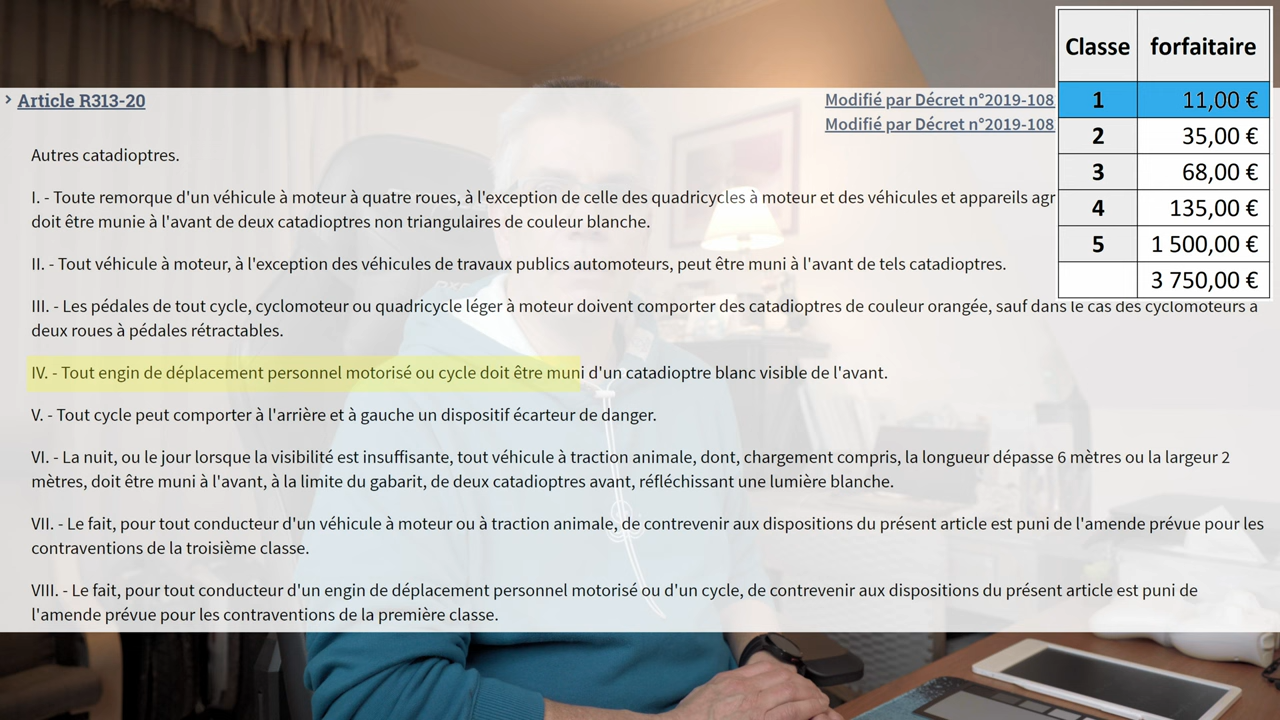 Article R313-20
Modifié par Décret n°2019-108
Modifié par Décret n°2019-108
Autres catadioptres.
I. - Toute remorque d'un véhicule à moteur à quatre roues, à l'exception de celle des quadricycles à moteur et des véhicules et appareils agr
doit être munie à l'avant de deux catadioptres non triangulaires de couleur blanche.
II. - Tout véhicule à moteur, à l'exception des véhicules de travaux publics automoteurs, peut être muni à l'avant de tels catadioptres.
III. - Les pédales de tout cycle, cyclomoteur ou quadricycle léger à moteur doivent comporter des catadioptres de couleur orangée, sauf dans le cas des cyclomoteurs à
deux roues à pédales rétractables.
IV. - Tout engin de déplacement personnel motorisé ou cycle doit être muni d'un catadioptre blanc visible de l'avant.
V. - Tout cycle peut comporter à l'arrière et à gauche un dispositif écarteur de danger.
VI. - La nuit, ou le jour lorsque la visibilité est insuffisante, tout véhicule à traction animale, dont, chargement compris, la longueur dépasse 6 mètres ou la largeur 2
mètres, doit être muni à l'avant, à la limite du gabarit, de deux catadioptres avant, réfléchissant une lumière blanche.
VII. - Le fait, pour tout conducteur d'un véhicule à moteur ou à traction animale, de contrevenir aux dispositions du présent article est puni de l'amende prévue pour les
contraventions de la troisième classe.
VIII. - Le fait, pour tout conducteur d'un engin de déplacement personnel motorisé ou d'un cycle, de contrevenir aux dispositions du présent article est puni de
l'amende prévue pour les contraventions de la première classe.
Classe forfaitaire
1 11,00 €
2 35,00 €
3 68,00 €
4 135,00 €
5 1 500,00 €
3 750,00 €